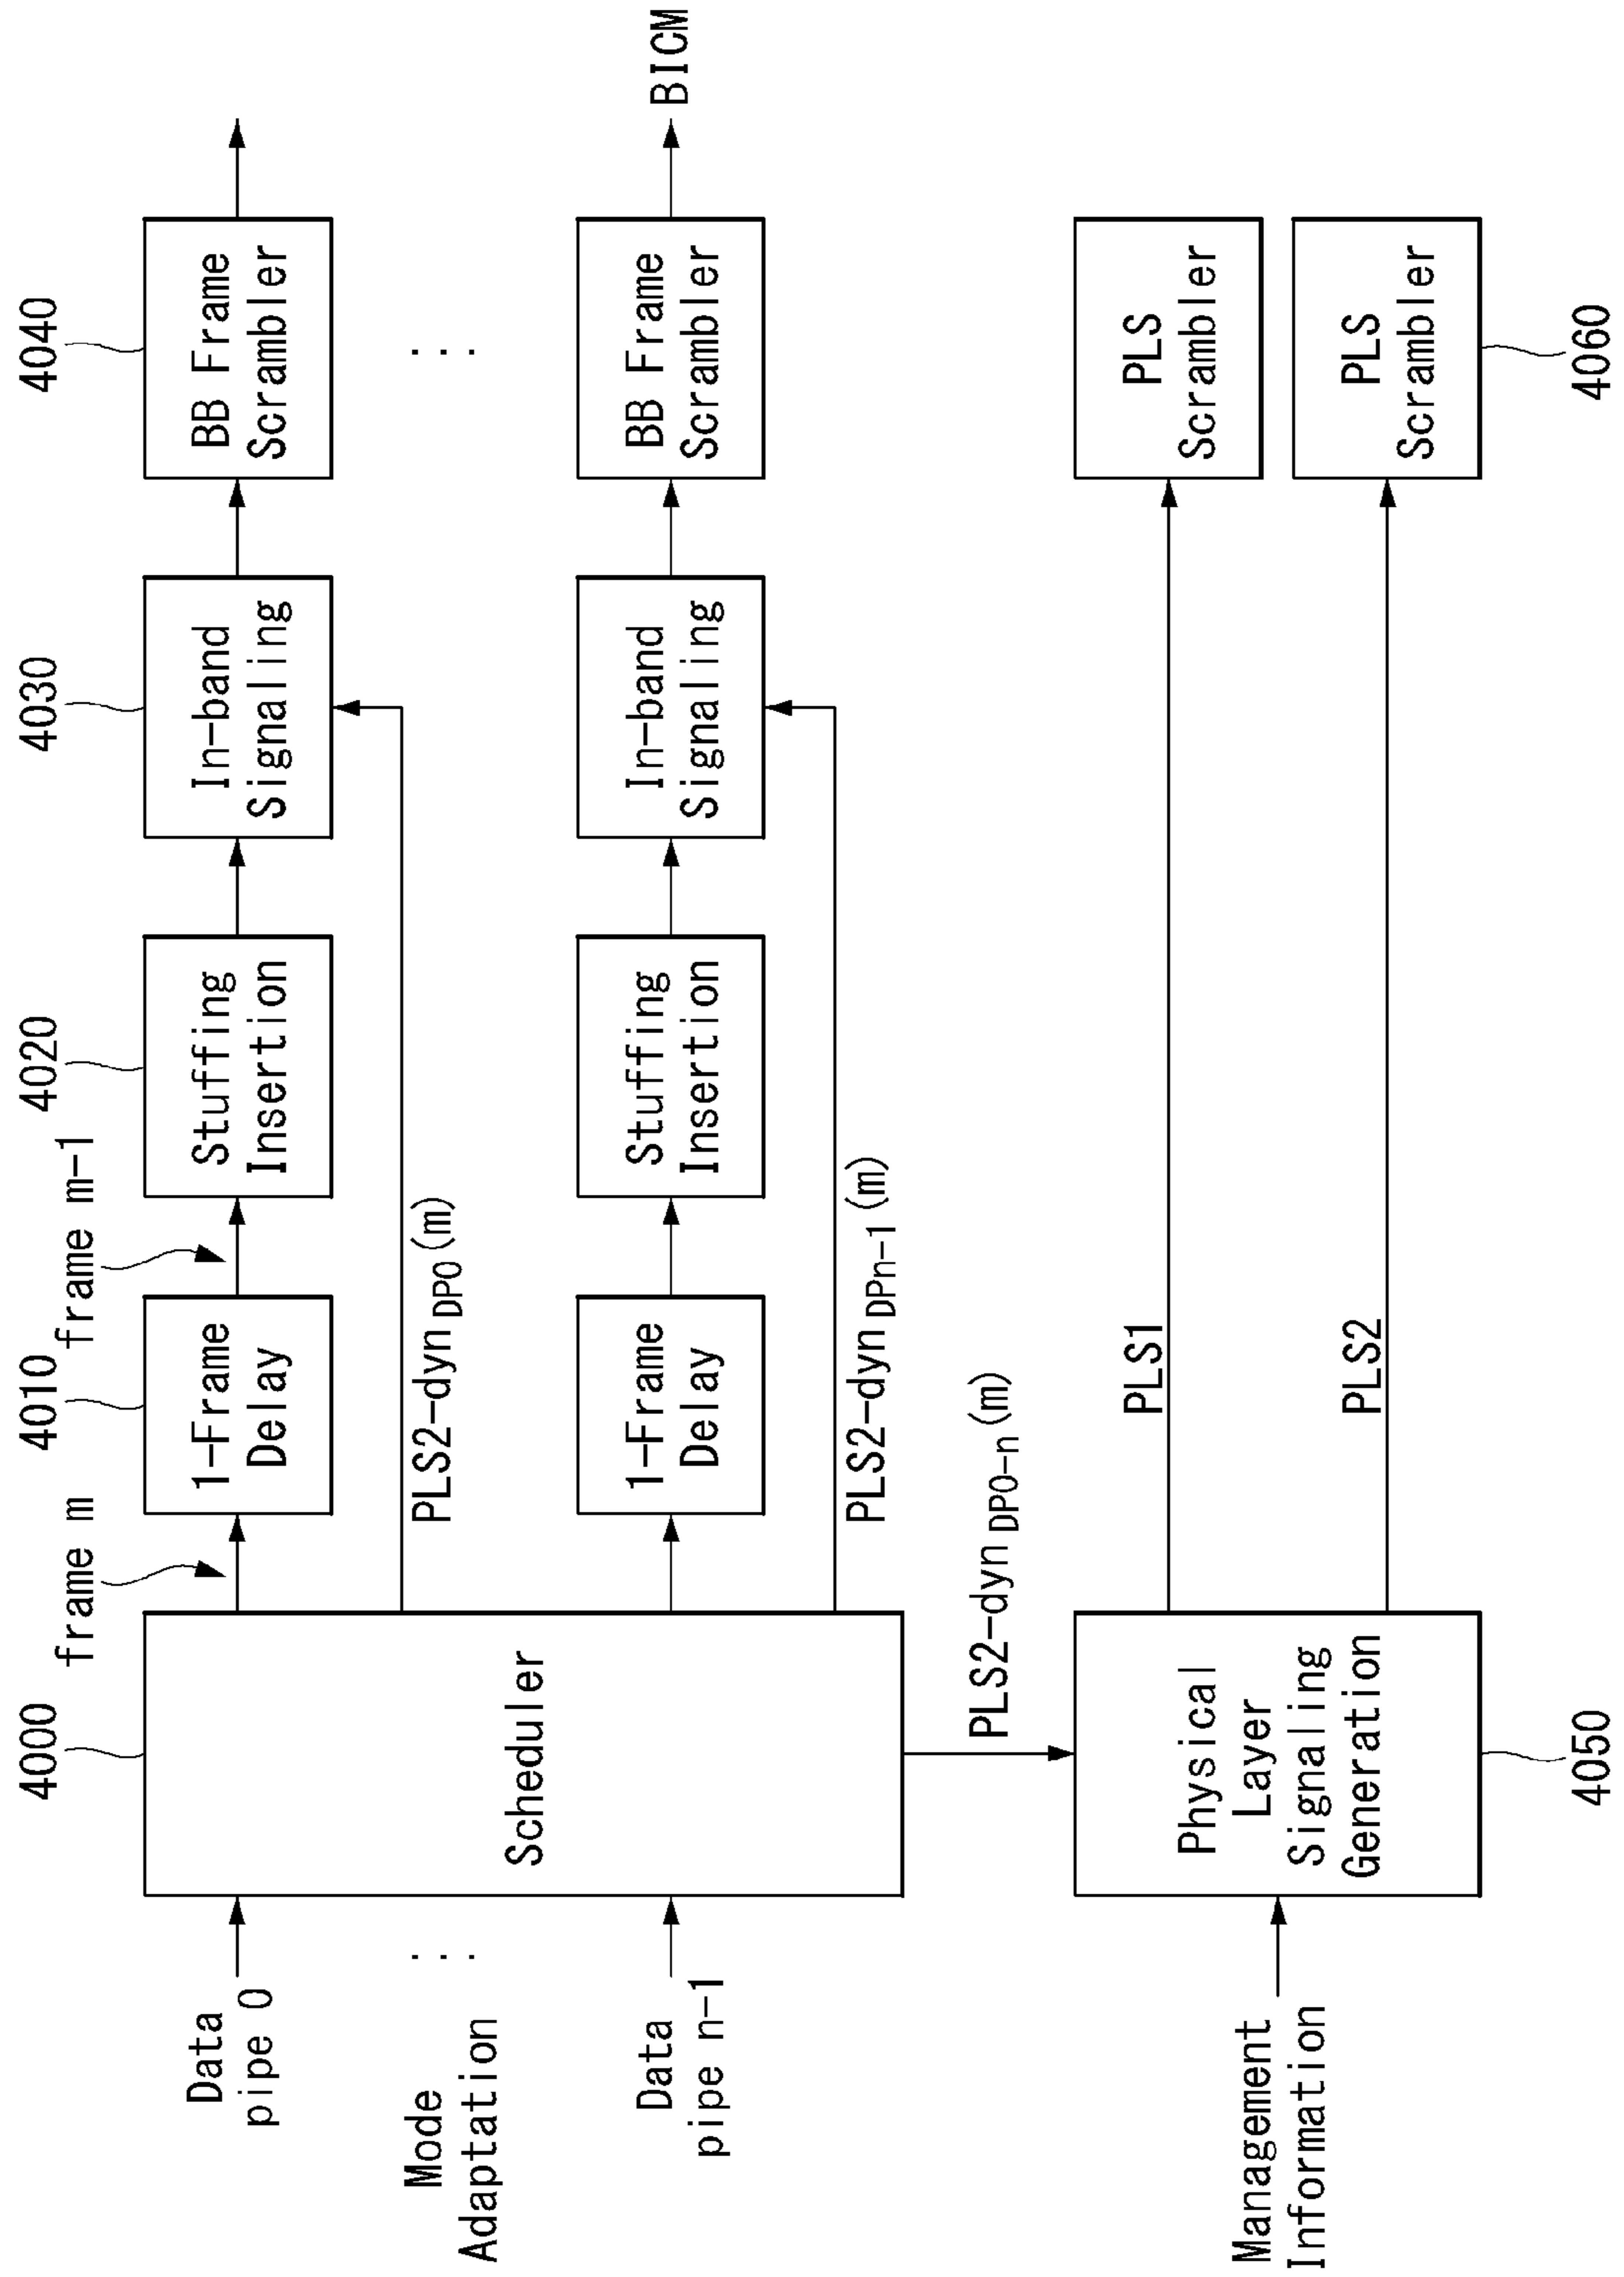 4000
4010
4020
4030
4040
frame m
frame m-1
Data
pipe 0
Mode
Adaptation
...
Data
pipe n-1
Scheduler
1-Frame
Delay
Stuffing
Insertion
In-band
Signaling
BB Frame
Scrambler
PLS2-dyn DP0 (m)
...
1-Frame
Delay
Stuffing
Insertion
In-band
Signaling
BB Frame
Scrambler
BICM
PLS2-dyn DPn-1 (m)
PLS2-dyn DP0-n (m)
Management
Information
Physical
Layer
Signaling
Generation
PLS1
PLS
Scrambler
PLS2
PLS
Scrambler
4050
4060